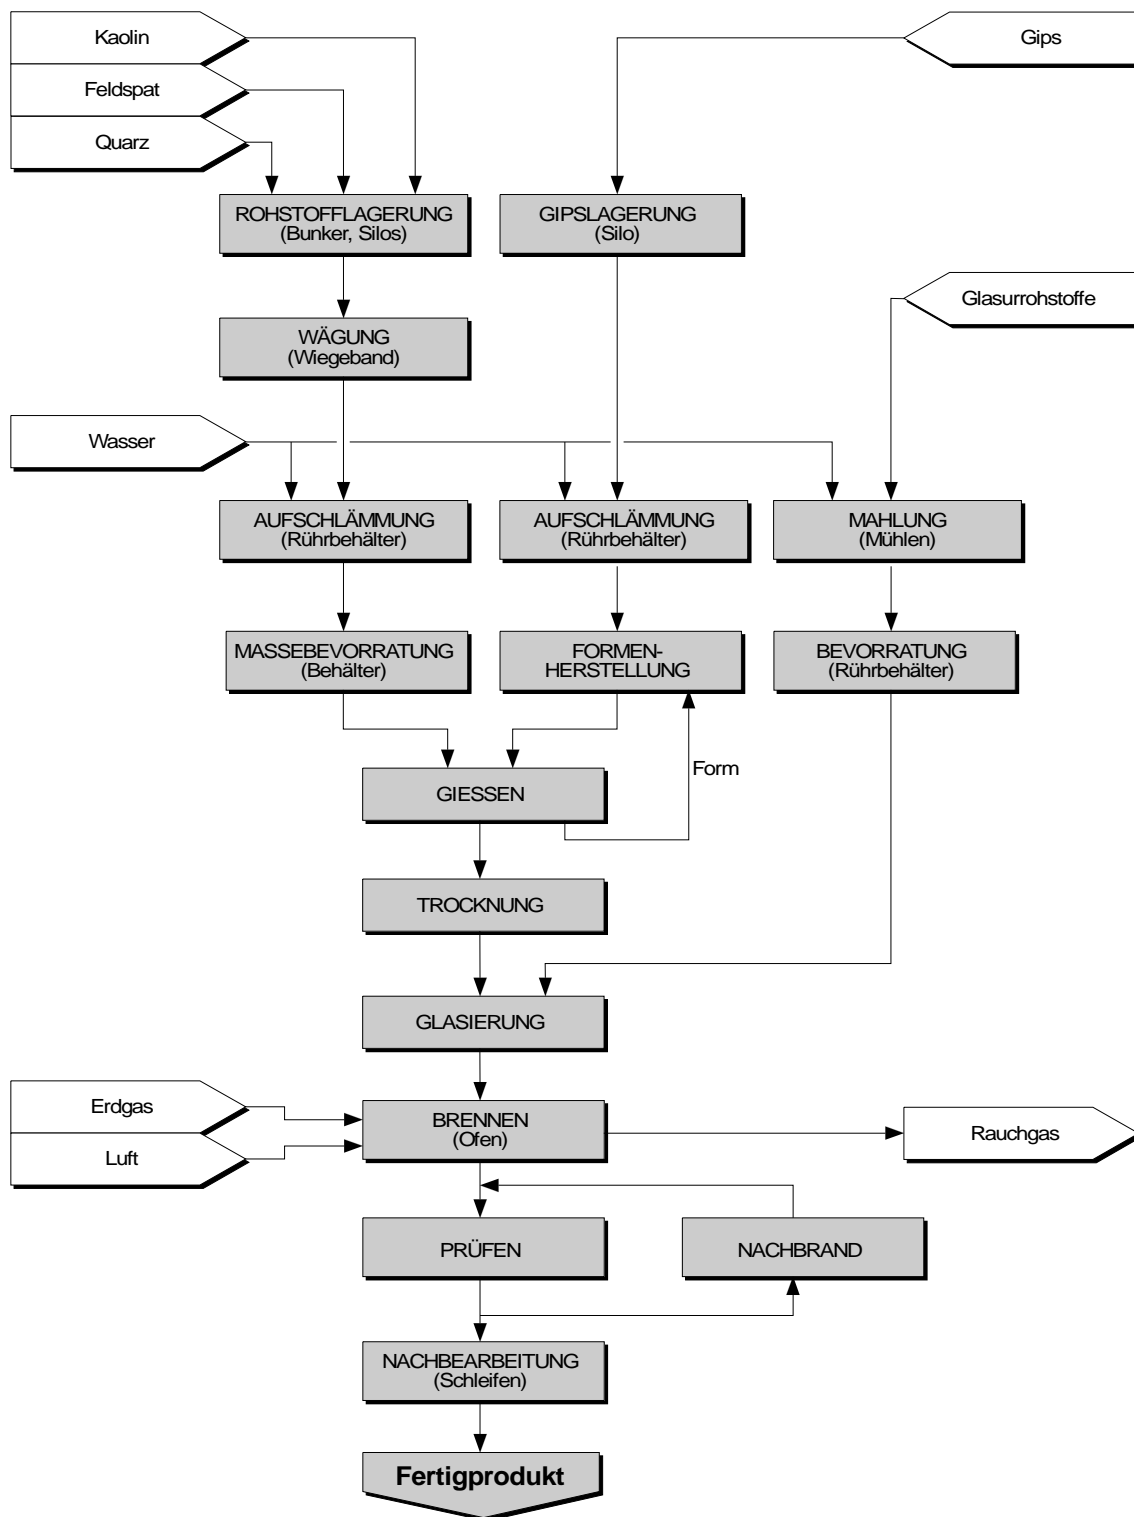 Kaolin
Gips
Feldspat
Quarz
ROHSTOFFLAGERUNG
(Bunker, Silos)
GIPSLAGERUNG
(Silo)
Glasurrohstoffe
WÄGUNG
(Wiegeband)
Wasser
AUFSCHLÄMMUNG
(Rührbehälter)
AUFSCHLÄMMUNG
(Rührbehälter)
MAHLUNG
(Mühlen)
MASSEBEVORRATUNG
(Behälter)
FORMEN-
HERSTELLUNG
BEVORRATUNG
(Rührbehälter)
Form
GIESSEN
TROCKNUNG
GLASIERUNG
Erdgas
Luft
BRENNEN
(Ofen)
Rauchgas
PRÜFEN
NACHBRAND
NACHBEARBEITUNG
(Schleifen)
Fertigprodukt